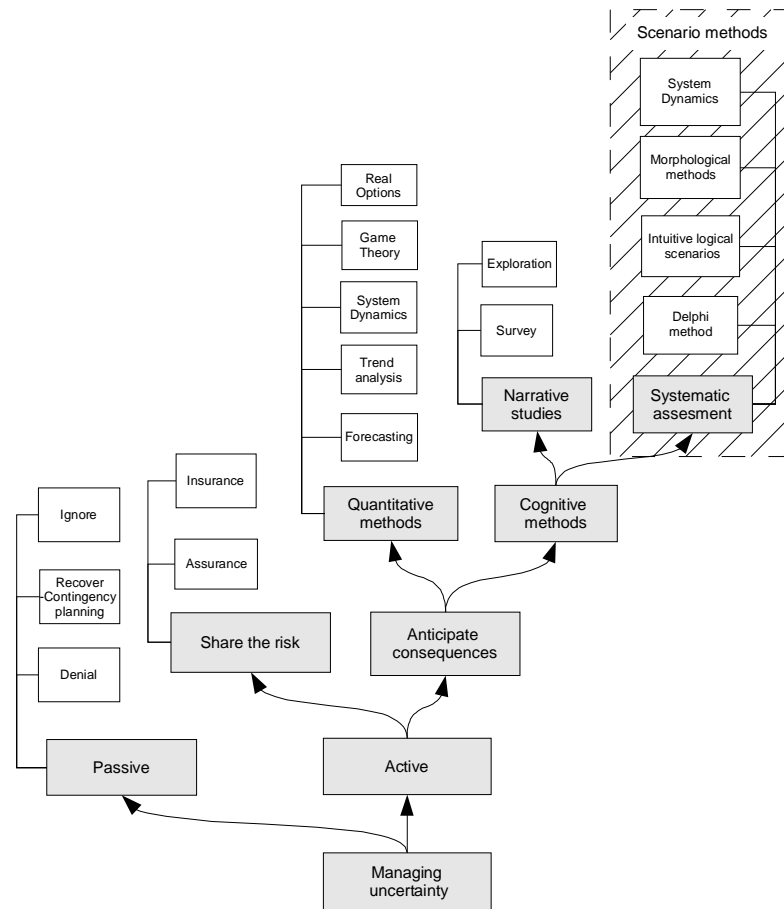 Scenario methods
System
Dynamics
Morphological
methods
Intuitive logical
scenarios
Delphi
method
Systematic
assesment
Real
Options
Game
Theory
System
Dynamics
Trend
analysis
Forecasting
Quantitative
methods
Exploration
Survey
Narrative
studies
Cognitive
methods
Insurance
Assurance
Share the risk
Anticipate
consequences
Ignore
Recover
-Contingency
planning
Denial
Passive
Active
Managing
uncertainty